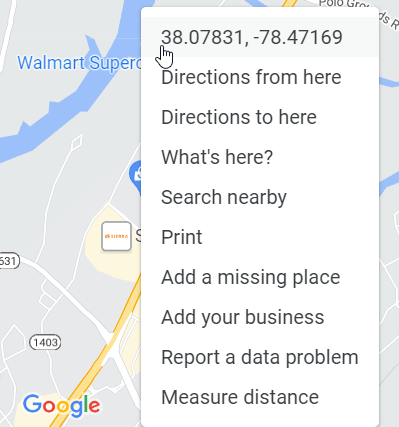 Polo Grounds R
38.07831, -78.47169
Walmart Superc
Directions from here
Directions to here
What's here?
Search nearby
SIERRA
S
Print
631
Add a missing place
Add your business
1403
Report a data problem
Google
Measure distance